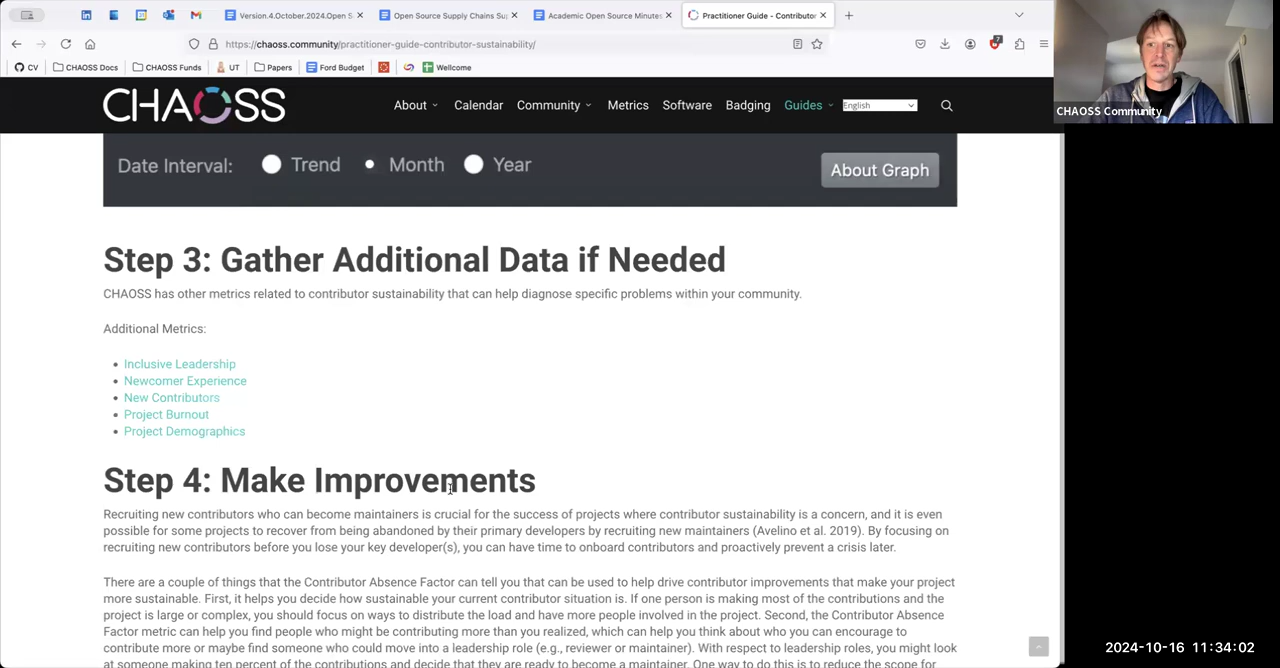 Version.4.October.2024.Open S
Open Source Supply Chains Su
Academic Open Source Minutes
Practitioner Guide - Contributor
https://chaoss.community/practitioner-guide-contributor-sustainability/
7
CV
CHAOSS Docs
CHAOSS Funds
UT
Papers
Ford Budget
Wellcome
CHAOSS
About
Calendar
Community
Metrics
Software
Badging
Guides
English
CHAOSS Community
Date Interval:
Trend
Month
Year
About Graph
Step 3: Gather Additional Data if Needed
CHAOSS has other metrics related to contributor sustainability that can help diagnose specific problems within your community.
Additional Metrics:
Inclusive Leadership
Newcomer Experience
New Contributors
Project Burnout
Project Demographics
Step 4: Make Improvements
Recruiting new contributors who can become maintainers is crucial for the success of projects where contributor sustainability is a concern, and it is even
possible for some projects to recover from being abandoned by their primary developers by recruiting new maintainers (Avelino et al. 2019). By focusing on
recruiting new contributors before you lose your key developer(s), you can have time to onboard contributors and proactively prevent a crisis later.
There are a couple of things that the Contributor Absence Factor can tell you that can be used to help drive contributor improvements that make your project
more sustainable. First, it helps you decide how sustainable your current contributor situation is. If one person is making most of the contributions and the
project is large or complex, you should focus on ways to distribute the load and have more people involved in the project. Second, the Contributor Absence
Factor metric can help you find people who might be contributing more than you realized, which can help you think about who you can encourage to
contribute more or maybe find someone who could move into a leadership role (e.g., reviewer or maintainer). With respect to leadership roles, you might look
at someone making ten percent of the contributions and decide that they are ready to become a maintainer. One way to do this is to reduce the scope for
2024-10-16 11:34:02